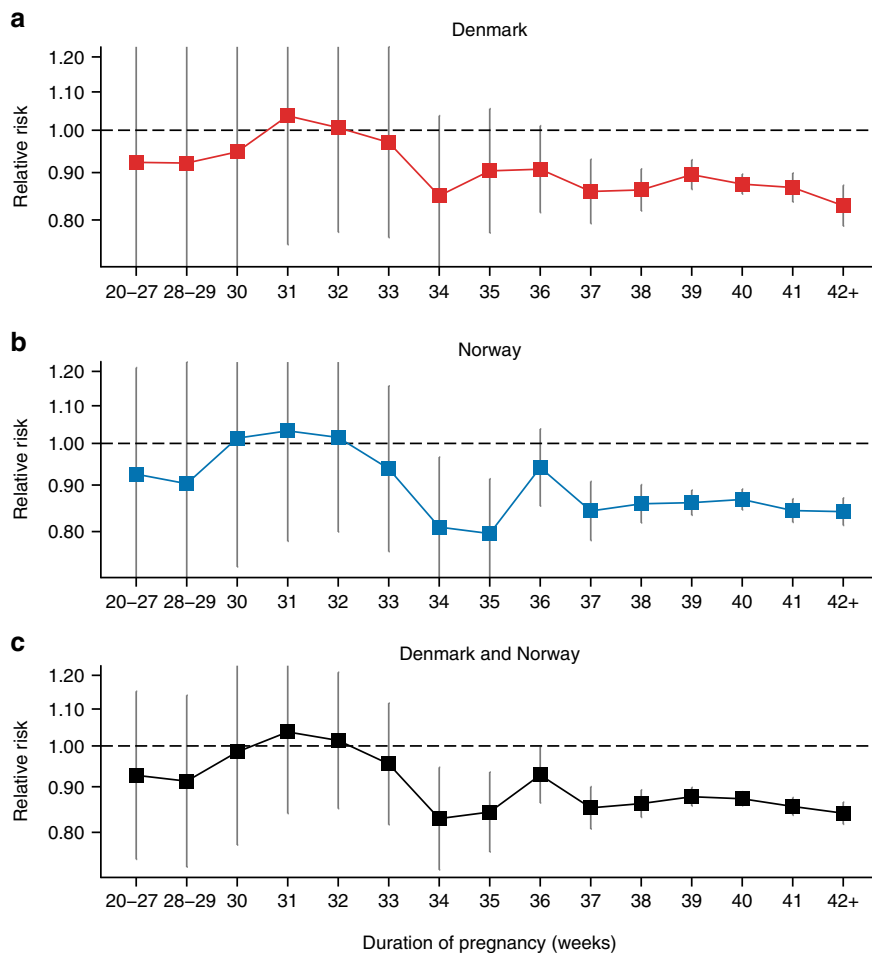 a
Denmark
Relative risk
1.20
1.10
1.00
0.90
0.80
20–27 28–29 30 31 32 33 34 35 36 37 38 39 40 41 42+
b
Norway
Relative risk
1.20
1.10
1.00
0.90
0.80
20–27 28–29 30 31 32 33 34 35 36 37 38 39 40 41 42+
c
Denmark and Norway
Relative risk
1.20
1.10
1.00
0.90
0.80
20–27 28–29 30 31 32 33 34 35 36 37 38 39 40 41 42+
Duration of pregnancy (weeks)